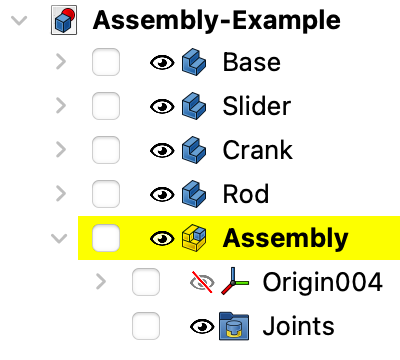 Assembly-Example
Base
Slider
Crank
Rod
Assembly
Origin004
Joints